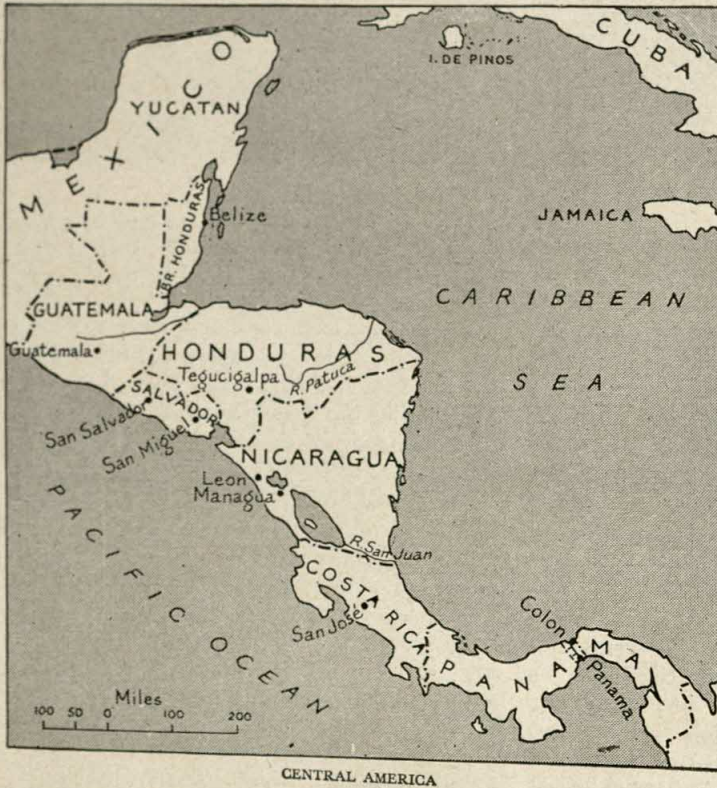 CUBA
I. DE PINOS
MEXICO
YUCATAN
BR. HONDURAS
Belize
JAMAICA
CARIBBEAN
SEA
GUATEMALA
Guatemala
HONDURAS
Tegucigalpa
R. Patuca
SALVADOR
San Salvador
San Miguel
NICARAGUA
Leon
Managua
R. San Juan
PACIFIC OCEAN
COSTA RICA
San José
Colon
PANAMA
Panama
Miles
100 50 0 100 200
CENTRAL AMERICA